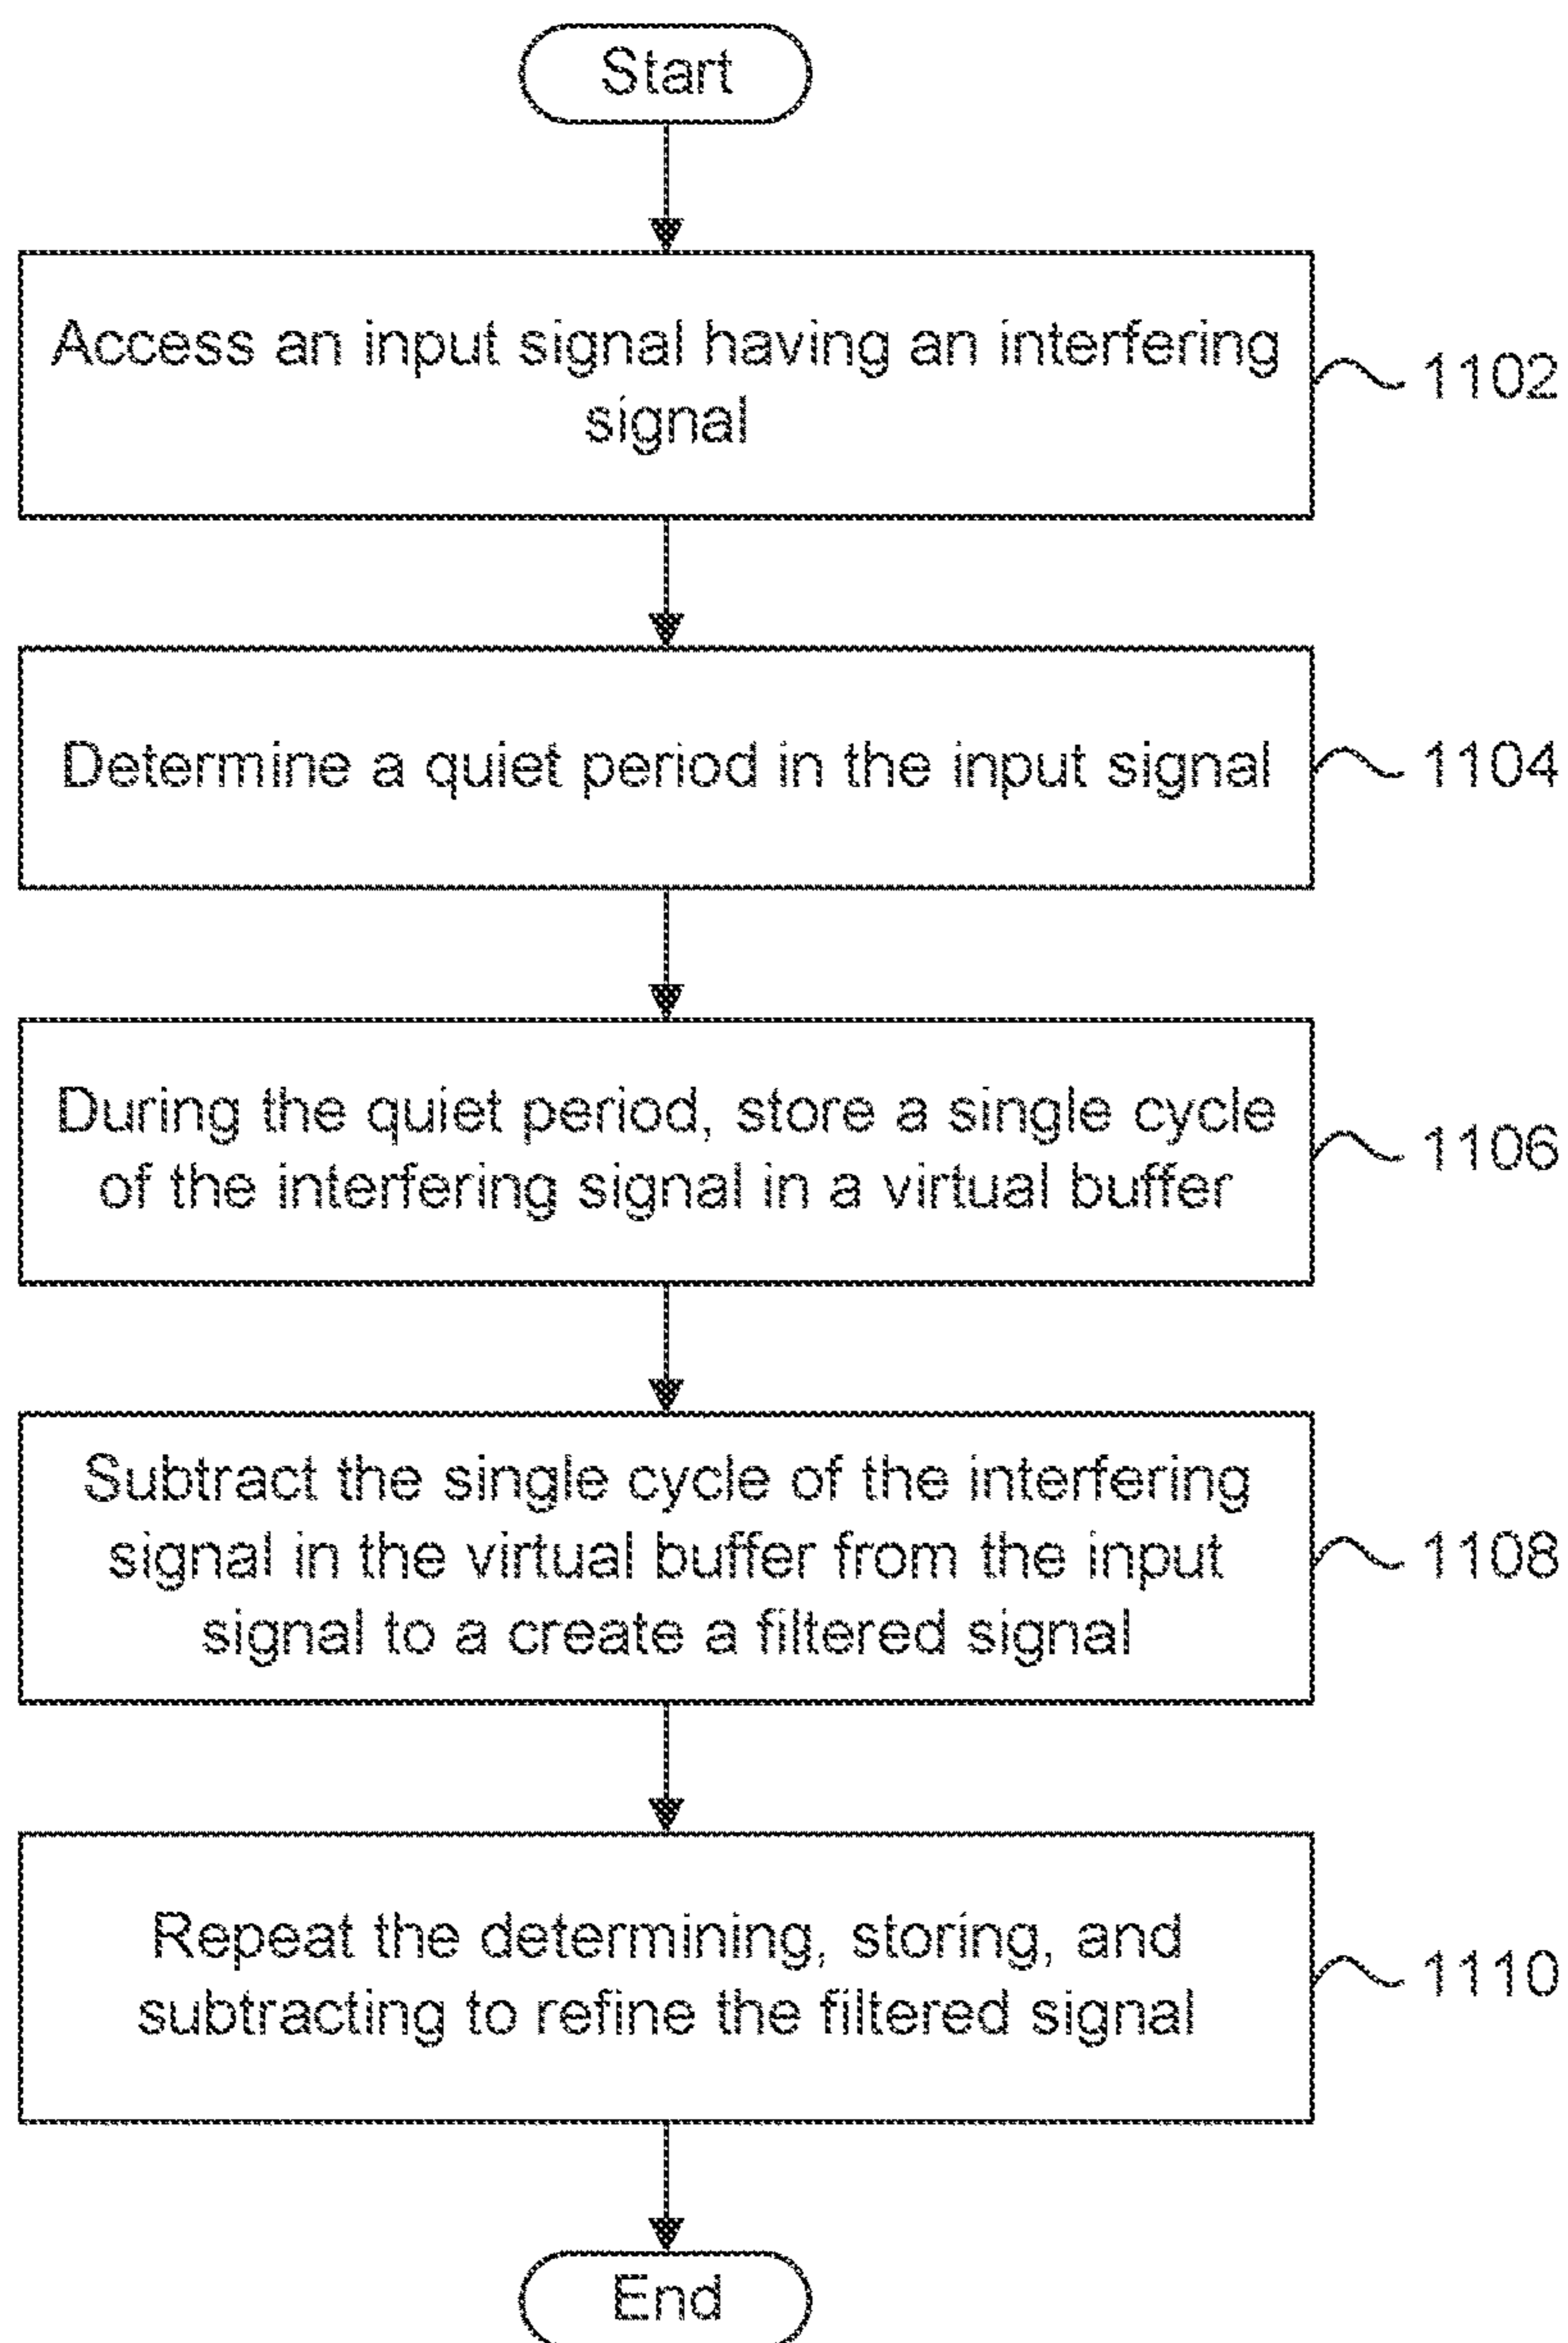 Start
Access an input signal having an interfering
signal
1102
Determine a quiet period in the input signal
1104
During the quiet period, store a single cycle
of the interfering signal in a virtual buffer
1106
Subtract the single cycle of the interfering
signal in the virtual buffer from the input
signal to a create a filtered signal
1108
Repeat the determining, storing, and
subtracting to refine the filtered signal
1110
End